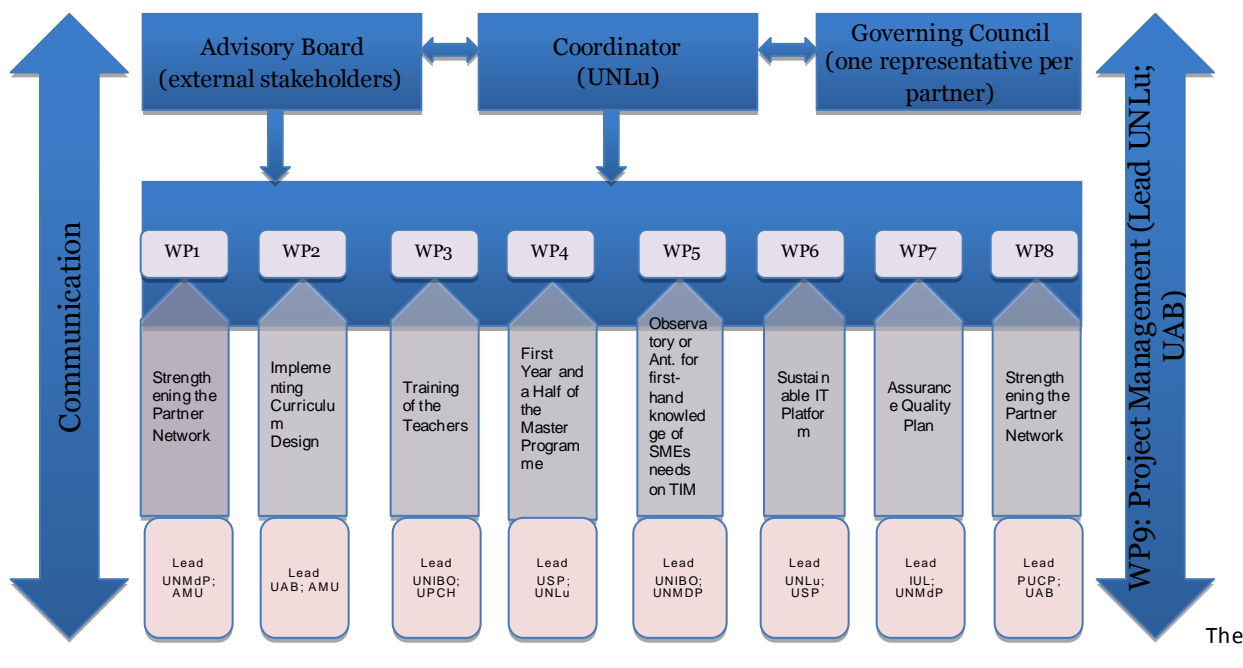 Advisory Board
(external stakeholders)
Coordinator
(UNLu)
Governing Council
(one representative per
partner)
Communication
WP9: Project Management (Lead UNLu;
UAB)
WP1
WP2
WP3
WP4
WP5
WP6
WP7
WP8
Strength
ening the
Partner
Network
Impleme
nting
Curriculu
m
Design
Training
of the
Teachers
First
Year and
a Half of
the
Master
Program
me
Observa
tory or
Ant. for
first-
hand
knowled
ge of
SMEs
needs
on TIM
Sustain
able IT
Platfor
m
Assuranc
e Quality
Plan
Strength
ening the
Partner
Network
Lead
UNMdP;
AMU
Lead
UAB; AMU
Lead
UNIBO;
UPCH
Lead
USP;
UNLu
Lead
UNIBO;
UNMDP
Lead
UNLu;
USP
Lead
IUL;
UNMdP
Lead
PUCP;
UAB
The